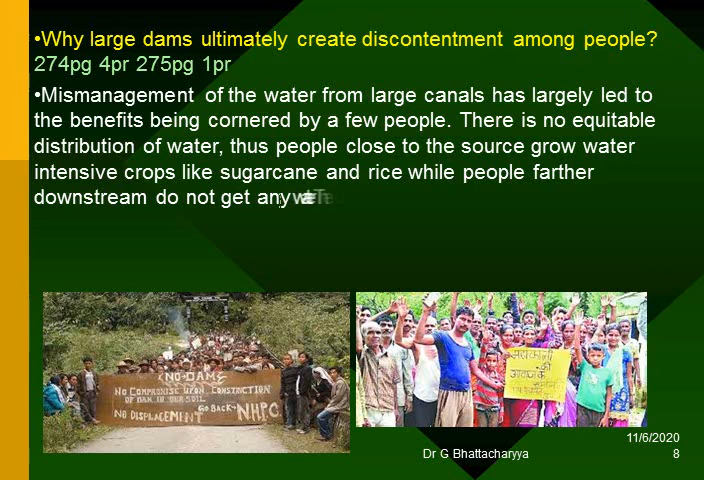 •Why large dams ultimately create discontentment among people?
274pg 4pr 275pg 1pr
•Mismanagement of the water from large canals has largely led to
the benefits being cornered by a few people. There is no equitable
distribution of water, thus people close to the source grow water
intensive crops like sugarcane and rice while people farther
downstream do not get any
NO DAMS
NO COMPROMISE UPON CONSTRUCTION
OF DAM IN OUR SOIL
NO DISPLACEMENT GO BACK NHPC
11/6/2020
Dr G Bhattacharyya 8